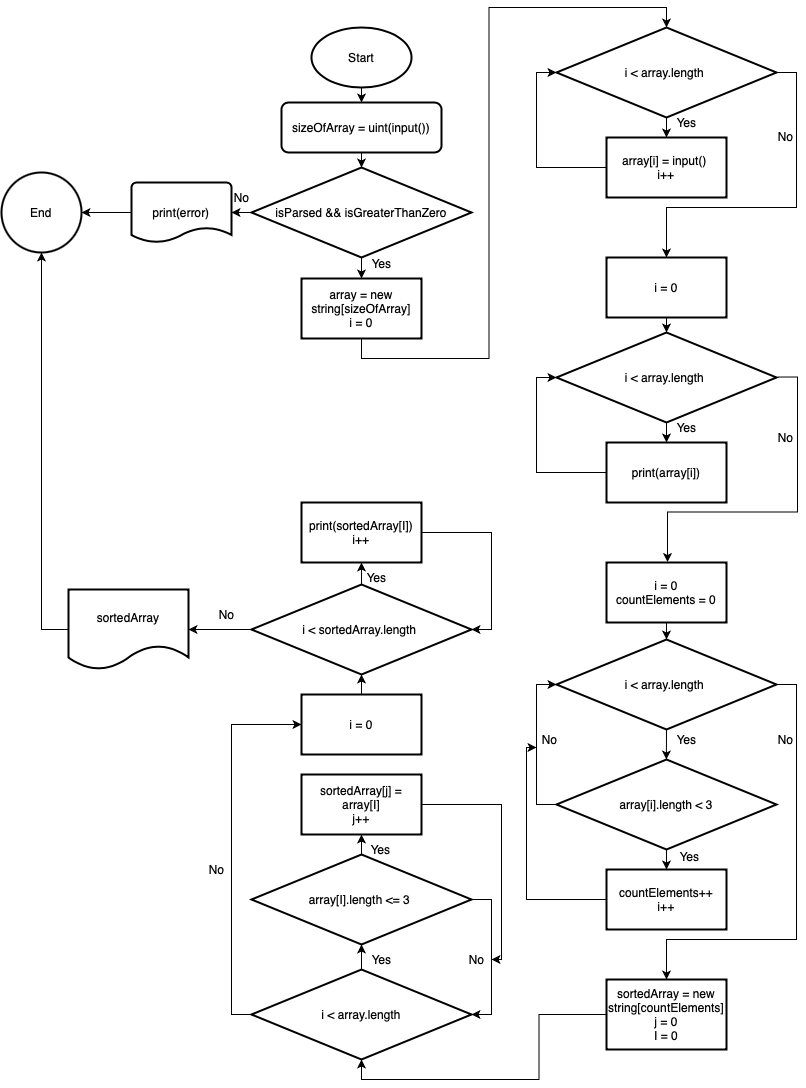 Start
sizeOfArray = uint(input())
isParsed && isGreaterThanZero
No
print(error)
End
Yes
array = new
string[sizeOfArray]
i = 0
i < array.length
Yes
No
array[i] = input()
i++
i = 0
i < array.length
Yes
No
print(array[i])
i = 0
countElements = 0
i < array.length
Yes
No
No
array[i].length < 3
Yes
countElements++
i++
sortedArray = new
string[countElements]
j = 0
I = 0
i < array.length
Yes
No
No
array[I].length <= 3
Yes
sortedArray[j] =
array[I]
j++
i = 0
i < sortedArray.length
Yes
print(sortedArray[I])
i++
No
sortedArray